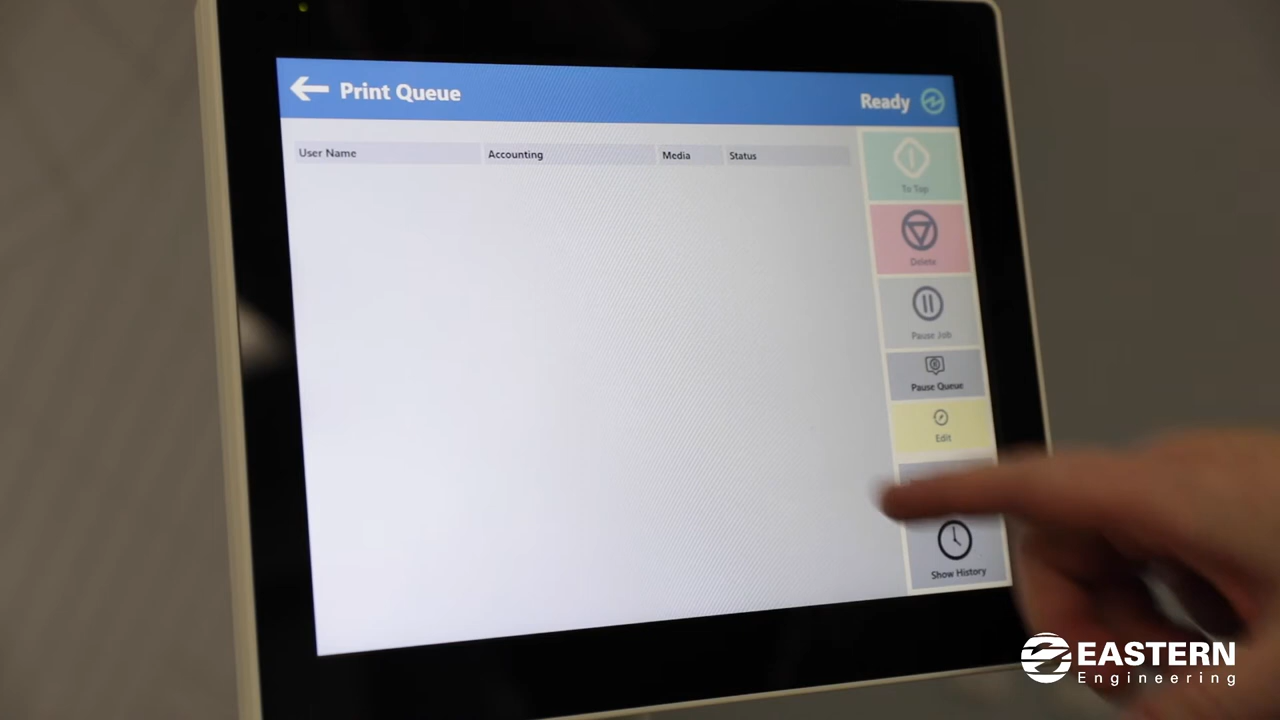 Print Queue
Ready
User Name
Accounting
Media
Status
To Top
Delete
Pause Job
Pause Queue
Edit
Show History
EASTERN
Engineering